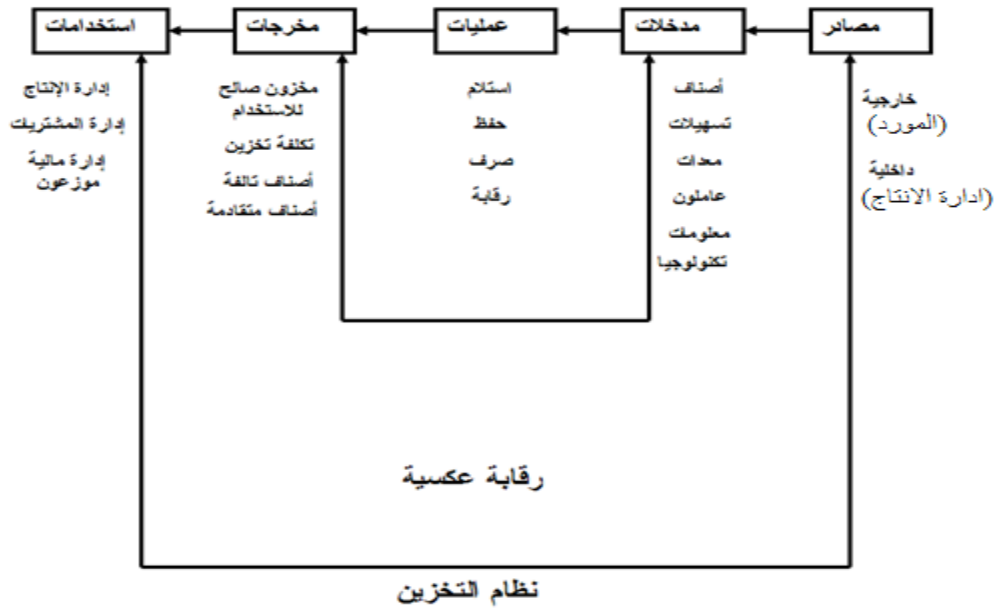 مصادر
خارجية
(المورد)
داخلية
(ادارة الانتاج)
مدخلات
أصناف
تسهيلات
معدات
عاملون
معلومات
تكنولوجيا
عمليات
استلام
حفظ
صرف
رقابة
مخرجات
مخزون صالح
للاستخدام
تكلفة تخزين
أصناف تالفة
أصناف متقادمة
استخدامات
إدارة الإنتاج
إدارة المشتريات
إدارة مالية
موزعون
رقابة عكسية
نظام التخزين